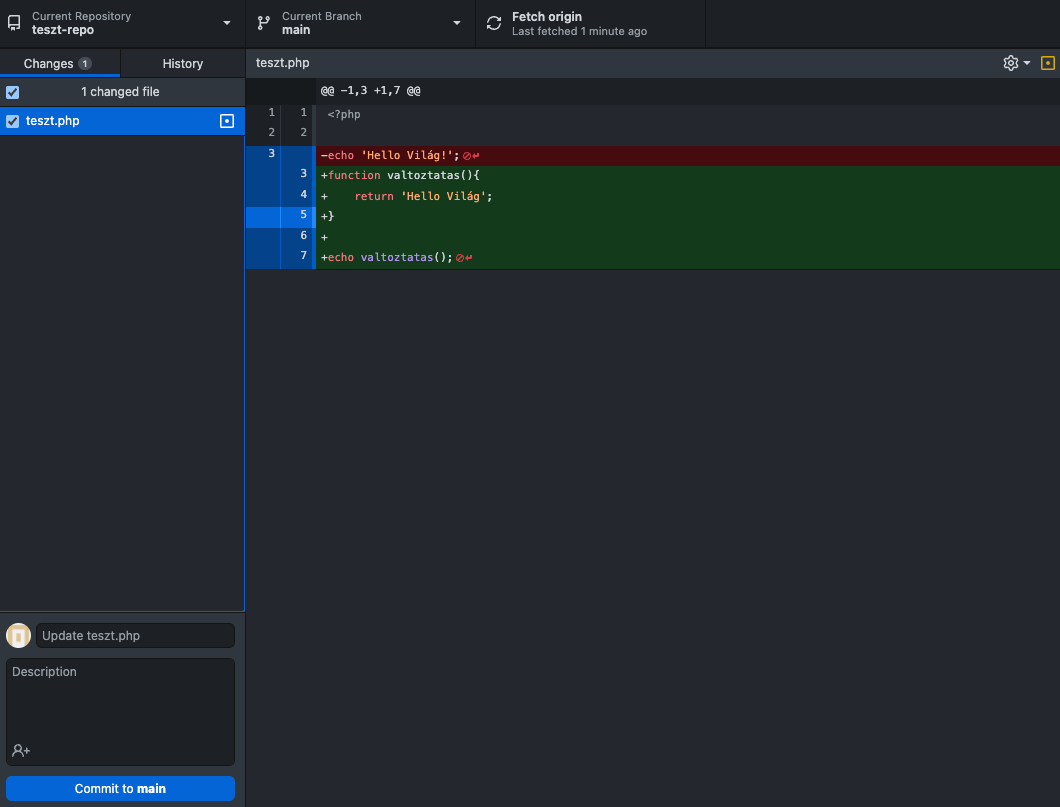 Current Repository
teszt-repo
Current Branch
main
Fetch origin
Last fetched 1 minute ago
Changes 1
History
teszt.php
1 changed file
teszt.php
@@ -1,3 +1,7 @@
1 1 <?php
2 2
3 -echo 'Hello Világ!';
3 +function valtoztatas(){
4 +    return 'Hello Világ';
5 +}
6 +
7 +echo valtoztatas();
Update teszt.php
Description
Commit to main